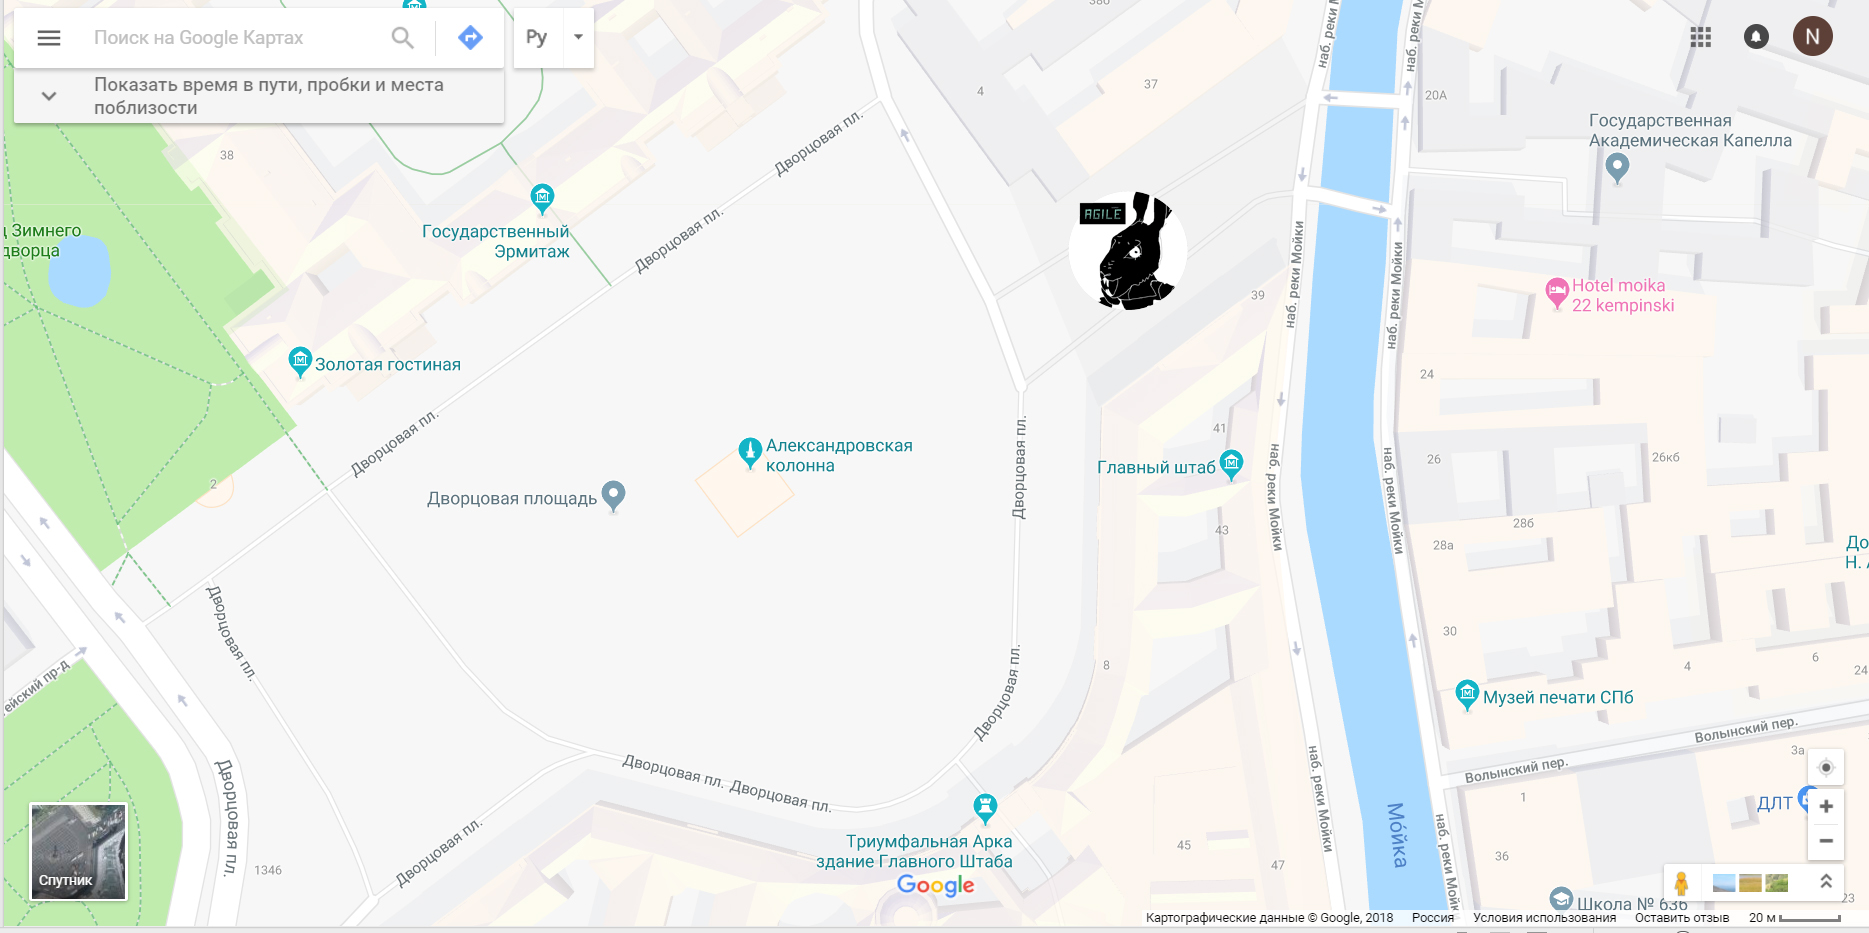 Поиск на Google Картах
Ру
Показать время в пути, пробки и места
поблизости
N
наб. реки Мойки
наб. реки Мойки
37
4
20А
Государственная
Академическая Капелла
38
Дворцовая пл.
AGILE
Зимнего
дворца
Государственный
Эрмитаж
Дворцовая пл.
наб. реки Мойки
наб. реки Мойки
39
Hotel moika
22 kempinski
Золотая гостиная
24
Дворцовая пл.
Александровская
колонна
Дворцовая пл.
41
Главный штаб
наб. реки Мойки
наб. реки Мойки
26
26кб
2
Дворцовая площадь
43
28б
28а
До
Н. А
Дворцовая пл.
30
8
4
6
24
ейский пр-д
Дворцовая пл.
Музей печати СПб
Волынский пер.
Волынский пер.
3а
Дворцовая пл.
Дворцовая пл.
Дворцовая пл.
наб. реки Мойки
1
ДЛТ
Мо́йка
наб. реки Мойки
Триумфальная Арка
здание Главного Штаба
Дворцовая пл.
45
47
36
1346
Спутник
Google
Школа № 636
23
Картографические данные © Google, 2018
Россия
Условия использования
Оставить отзыв
20 м